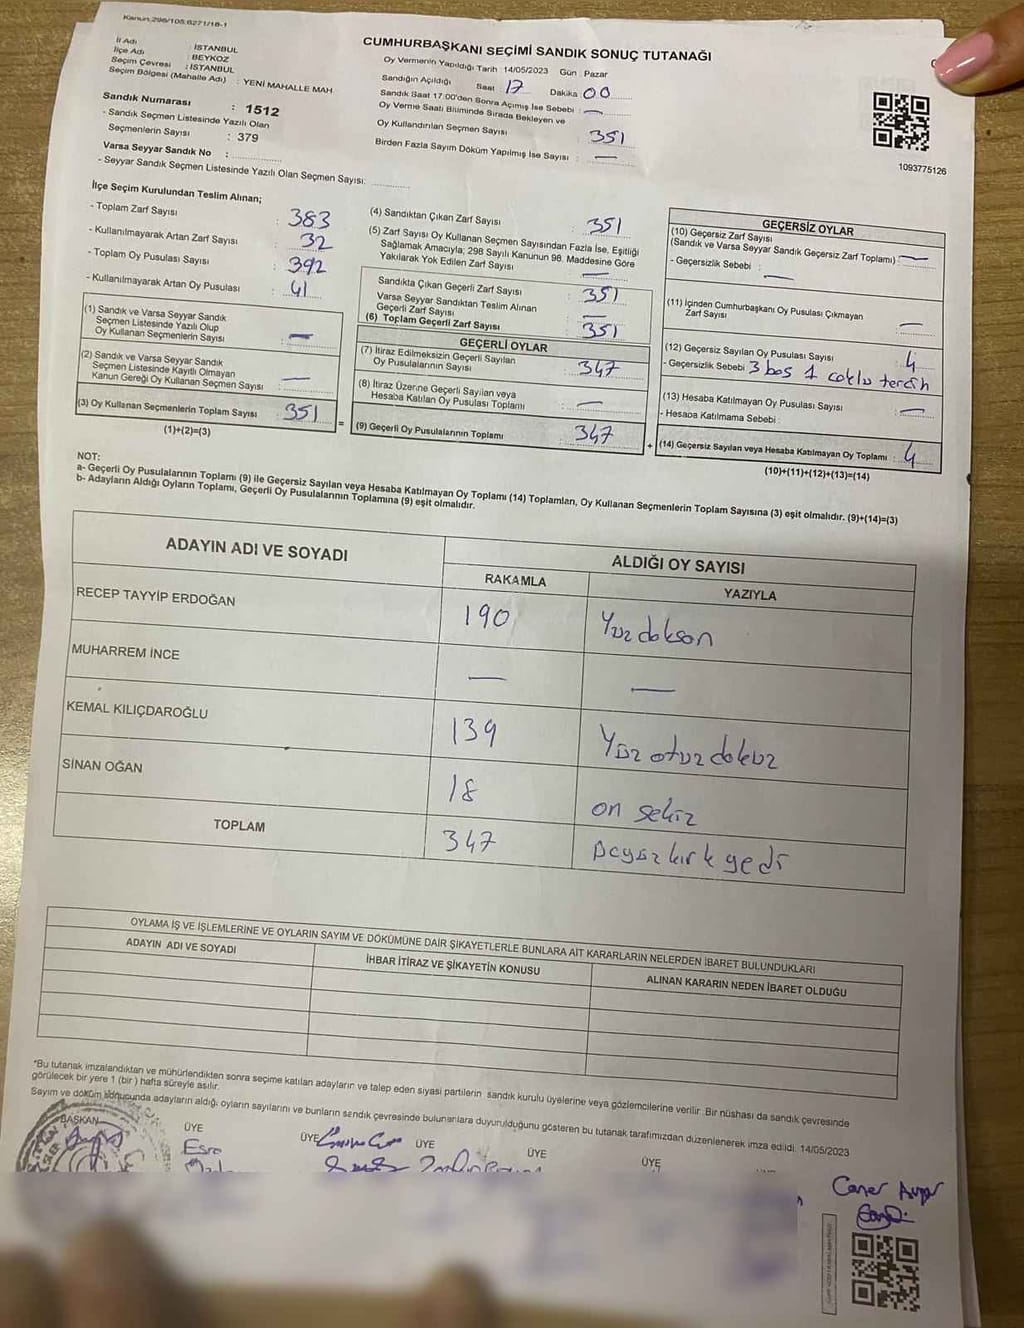 Kanun:298/105,6271/18-1
CUMHURBAŞKANI SEÇİMİ SANDIK SONUÇ TUTANAĞI
İl Adı : İSTANBUL
İlçe Adı : BEYKOZ
Seçim Çevresi : İSTANBUL
Seçim Bölgesi (Mahalle Adı) : YENİ MAHALLE MAH.
Sandık Numarası : 1512
- Sandık Seçmen Listesinde Yazılı Olan
Seçmenlerin Sayısı : 379
Varsa Seyyar Sandık No :
- Seyyar Sandık Seçmen Listesinde Yazılı Olan Seçmen Sayısı:
Oy Vermenin Yapıldığı Tarih : 14/05/2023 Gün : Pazar
Sandığın Açıldığı Saat 17 Dakika 00
Sandık Saat 17:00'den Sonra Açılmış İse Sebebi : —
Oy Verme Saati Bitiminde Sırada Bekleyen ve
Oy Kullandırılan Seçmen Sayısı : 351
Birden Fazla Sayım Döküm Yapılmış İse Sayısı : —
1093775126
İlçe Seçim Kurulundan Teslim Alınan;
- Toplam Zarf Sayısı : 383
- Kullanılmayarak Artan Zarf Sayısı : 32
- Toplam Oy Pusulası Sayısı : 392
- Kullanılmayarak Artan Oy Pusulası : 41
(1) Sandık ve Varsa Seyyar Sandık
Seçmen Listesinde Yazılı Olup
Oy Kullanan Seçmenlerin Sayısı : —
(2) Sandık ve Varsa Seyyar Sandık
Seçmen Listesinde Kayıtlı Olmayan
Kanun Gereği Oy Kullanan Seçmen Sayısı : —
(3) Oy Kullanan Seçmenlerin Toplam Sayısı : 351
(1)+(2)=(3)
(4) Sandıktan Çıkan Zarf Sayısı : 351
(5) Zarf Sayısı Oy Kullanan Seçmen Sayısından Fazla İse, Eşitliği
Sağlamak Amacıyla; 298 Sayılı Kanunun 98. Maddesine Göre
Yakılarak Yok Edilen Zarf Sayısı : —
Sandıkta Çıkan Geçerli Zarf Sayısı : 351
Varsa Seyyar Sandıktan Teslim Alınan
Geçerli Zarf Sayısı : —
(6) Toplam Geçerli Zarf Sayısı : 351
GEÇERLİ OYLAR
(7) İtiraz Edilmeksizin Geçerli Sayılan
Oy Pusulalarının Sayısı : 347
(8) İtiraz Üzerine Geçerli Sayılan veya
Hesaba Katılan Oy Pusulası Toplamı : —
= (9) Geçerli Oy Pusulalarının Toplamı : 347
GEÇERSİZ OYLAR
(10) Geçersiz Zarf Sayısı
(Sandık ve Varsa Seyyar Sandık Geçersiz Zarf Toplamı) : —
- Geçersizlik Sebebi : —
(11) İçinden Cumhurbaşkanı Oy Pusulası Çıkmayan
Zarf Sayısı : —
(12) Geçersiz Sayılan Oy Pusulası Sayısı : 4
- Geçersizlik Sebebi 3 boş 1 coklu tercih
(13) Hesaba Katılmayan Oy Pusulası Sayısı : —
- Hesaba Katılmama Sebebi :
+ (14) Geçersiz Sayılan veya Hesaba Katılmayan Oy Toplamı : 4
(10)+(11)+(12)+(13)=(14)
NOT:
a- Geçerli Oy Pusulalarının Toplamı (9) ile Geçersiz Sayılan veya Hesaba Katılmayan Oy Toplamı (14) Toplamları, Oy Kullanan Seçmenlerin Toplam Sayısına (3) eşit olmalıdır. (9)+(14)=(3)
b- Adayların Aldığı Oyların Toplamı, Geçerli Oy Pusulalarının Toplamına (9) eşit olmalıdır.
ADAYIN ADI VE SOYADI ALDIĞI OY SAYISI
RAKAMLA YAZIYLA
RECEP TAYYİP ERDOĞAN 190 Yüz dokson
MUHARREM İNCE — —
KEMAL KILIÇDAROĞLU 139 Yüz otuz dokuz
SİNAN OĞAN 18 on sekiz
TOPLAM 347 kırk yedi
OYLAMA İŞ VE İŞLEMLERİNE VE OYLARIN SAYIM VE DÖKÜMÜNE DAİR ŞİKAYETLERLE BUNLARA AİT KARARLARIN NELERDEN İBARET BULUNDUKLARI
ADAYIN ADI VE SOYADI İHBAR İTİRAZ VE ŞİKAYETİN KONUSU ALINAN KARARIN NEDEN İBARET OLDUĞU
*Bu tutanak imzalandıktan ve mühürlendikten sonra seçime katılan adayların ve talep eden siyasi partilerin sandık kurulu üyelerine veya gözlemcilerine verilir. Bir nüshası da sandık çevresinde
görülecek bir yere 1 (bir) hafta süreyle asılır.
Sayım ve döküm sonucunda adayların aldığı oyların sayılarını ve bunların sandık çevresinde bulunanlara duyurulduğunu gösteren bu tutanak tarafımızdan düzenlenerek imza edildi. 14/05/2023
BAŞKAN ÜYE ÜYE ÜYE ÜYE ÜYE
Esra
Caner